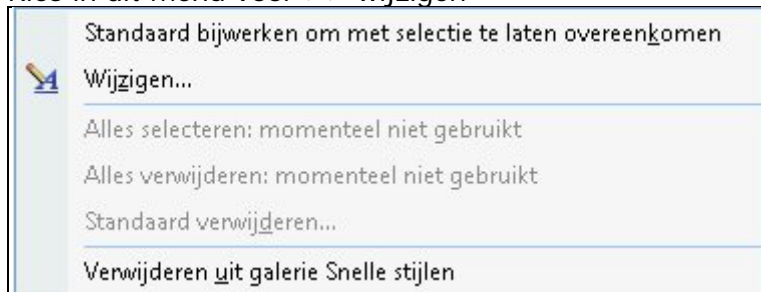 Standaard bijwerken om met selectie te laten overeenkomen
Wijzigen...
Alles selecteren: momenteel niet gebruikt
Alles verwijderen: momenteel niet gebruikt
Standaard verwijderen...
Verwijderen uit galerie Snelle stijlen